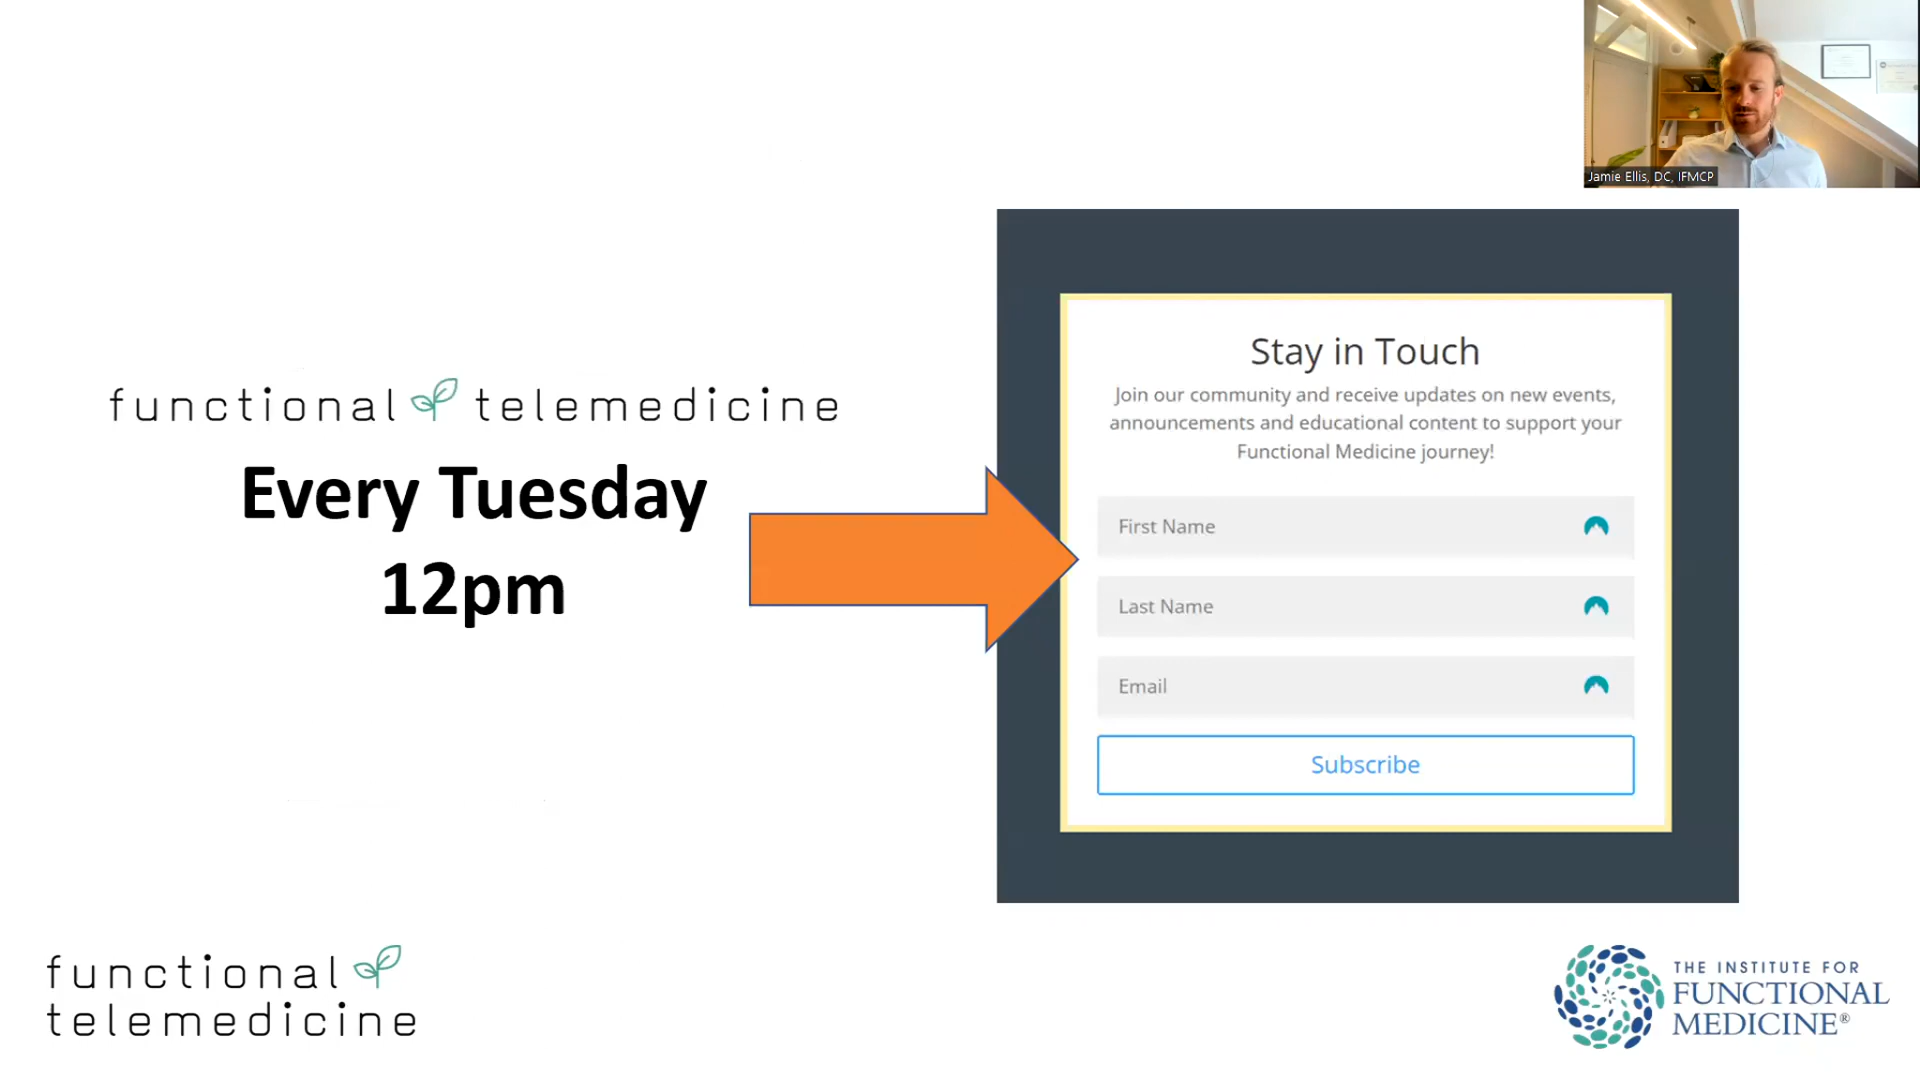 Jamie Ellis, DC, IFMCP
functional telemedicine
Every Tuesday
12pm
Stay in Touch
Join our community and receive updates on new events,
announcements and educational content to support your
Functional Medicine journey!
First Name
Last Name
Email
Subscribe
functional
telemedicine
THE INSTITUTE FOR
FUNCTIONAL
MEDICINE®